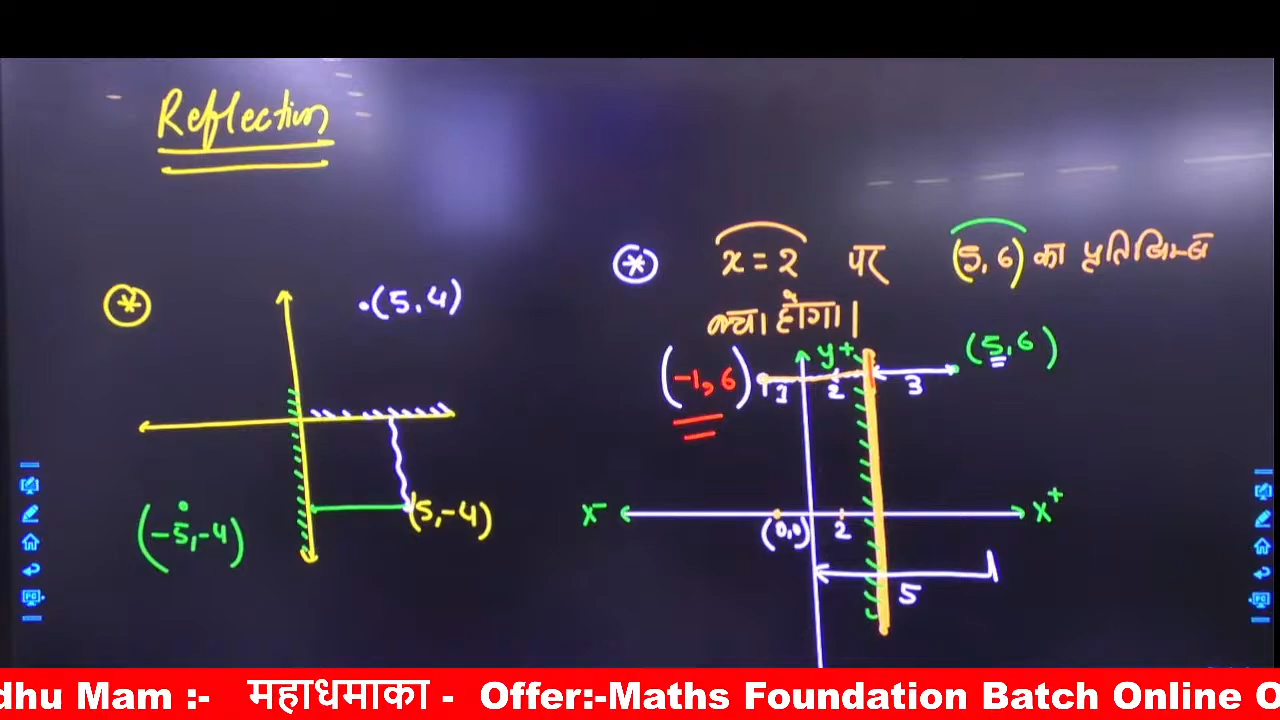 Reflection
* x = 2 पर (5, 6) का प्रतिबिम्ब
क्या होगा।
* .(5, 4)
(5, -4)
(-5, -4)
(-1, 6) y+ (5, 6)
1 2 3
x- (0,0) 2 x+
5
dhu Mam :- महाधमाका - Offer:-Maths Foundation Batch Online O